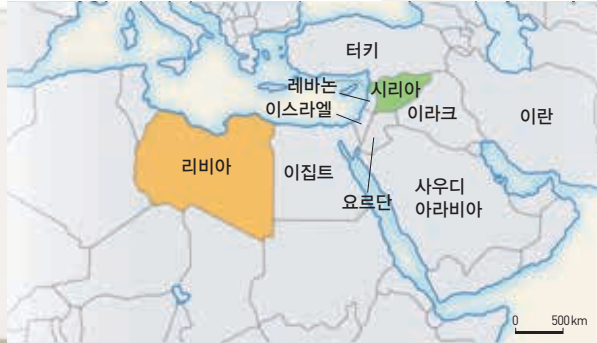 터키
레바논
시리아
이스라엘
이라크
이란
리비아
이집트
요르단
사우디
아라비아
0 500km